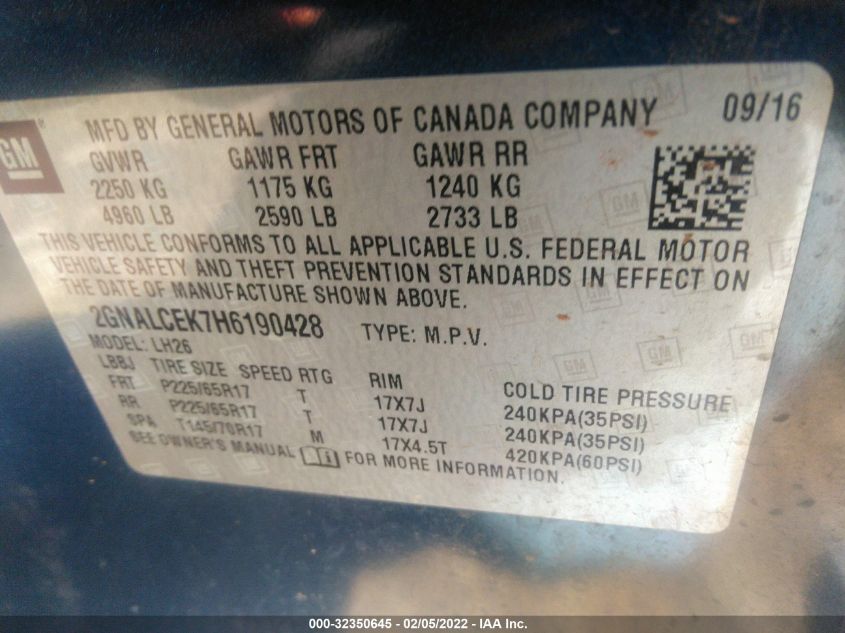 MFD BY GENERAL MOTORS OF CANADA COMPANY 09/16
GM
GVWR GAWR FRT GAWR RR
2250 KG 1175 KG 1240 KG
4960 LB 2590 LB 2733 LB
THIS VEHICLE CONFORMS TO ALL APPLICABLE U.S. FEDERAL MOTOR
VEHICLE SAFETY AND THEFT PREVENTION STANDARDS IN EFFECT ON
THE DATE OF MANUFACTURE SHOWN ABOVE.
2GNALCEK7H6190428 TYPE: M.P.V.
MODEL: LH26
LBBJ TIRE SIZE SPEED RTG RIM COLD TIRE PRESSURE
FRT P225/65R17 T 17X7J 240KPA(35PSI)
RR P225/65R17 T 17X7J 240KPA(35PSI)
SPA T145/70R17 M 17X4.5T 420KPA(60PSI)
SEE OWNER'S MANUAL FOR MORE INFORMATION.
000-32350645 - 02/05/2022 - IAA Inc.